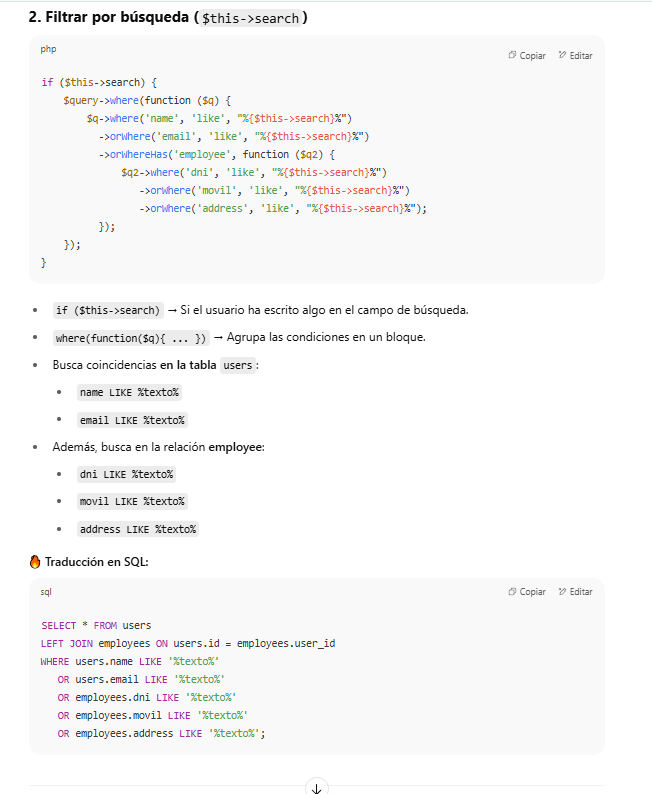 2. Filtrar por búsqueda ($this->search)
php
Copiar
Editar
if ($this->search) {
$query->where(function ($q) {
$q->where('name', 'like', "%{$this->search}%")
->orWhere('email', 'like', "%{$this->search}%")
->orWhereHas('employee', function ($q2) {
$q2->where('dni', 'like', "%{$this->search}%")
->orWhere('movil', 'like', "%{$this->search}%")
->orWhere('address', 'like', "%{$this->search}%");
});
});
}
• if ($this->search) → Si el usuario ha escrito algo en el campo de búsqueda.
• where(function($q){ ... }) → Agrupa las condiciones en un bloque.
• Busca coincidencias en la tabla users:
• name LIKE %texto%
• email LIKE %texto%
• Además, busca en la relación employee:
• dni LIKE %texto%
• movil LIKE %texto%
• address LIKE %texto%
🔥 Traducción en SQL:
sql
Copiar
Editar
SELECT * FROM users
LEFT JOIN employees ON users.id = employees.user_id
WHERE users.name LIKE '%texto%'
OR users.email LIKE '%texto%'
OR employees.dni LIKE '%texto%'
OR employees.movil LIKE '%texto%'
OR employees.address LIKE '%texto%';